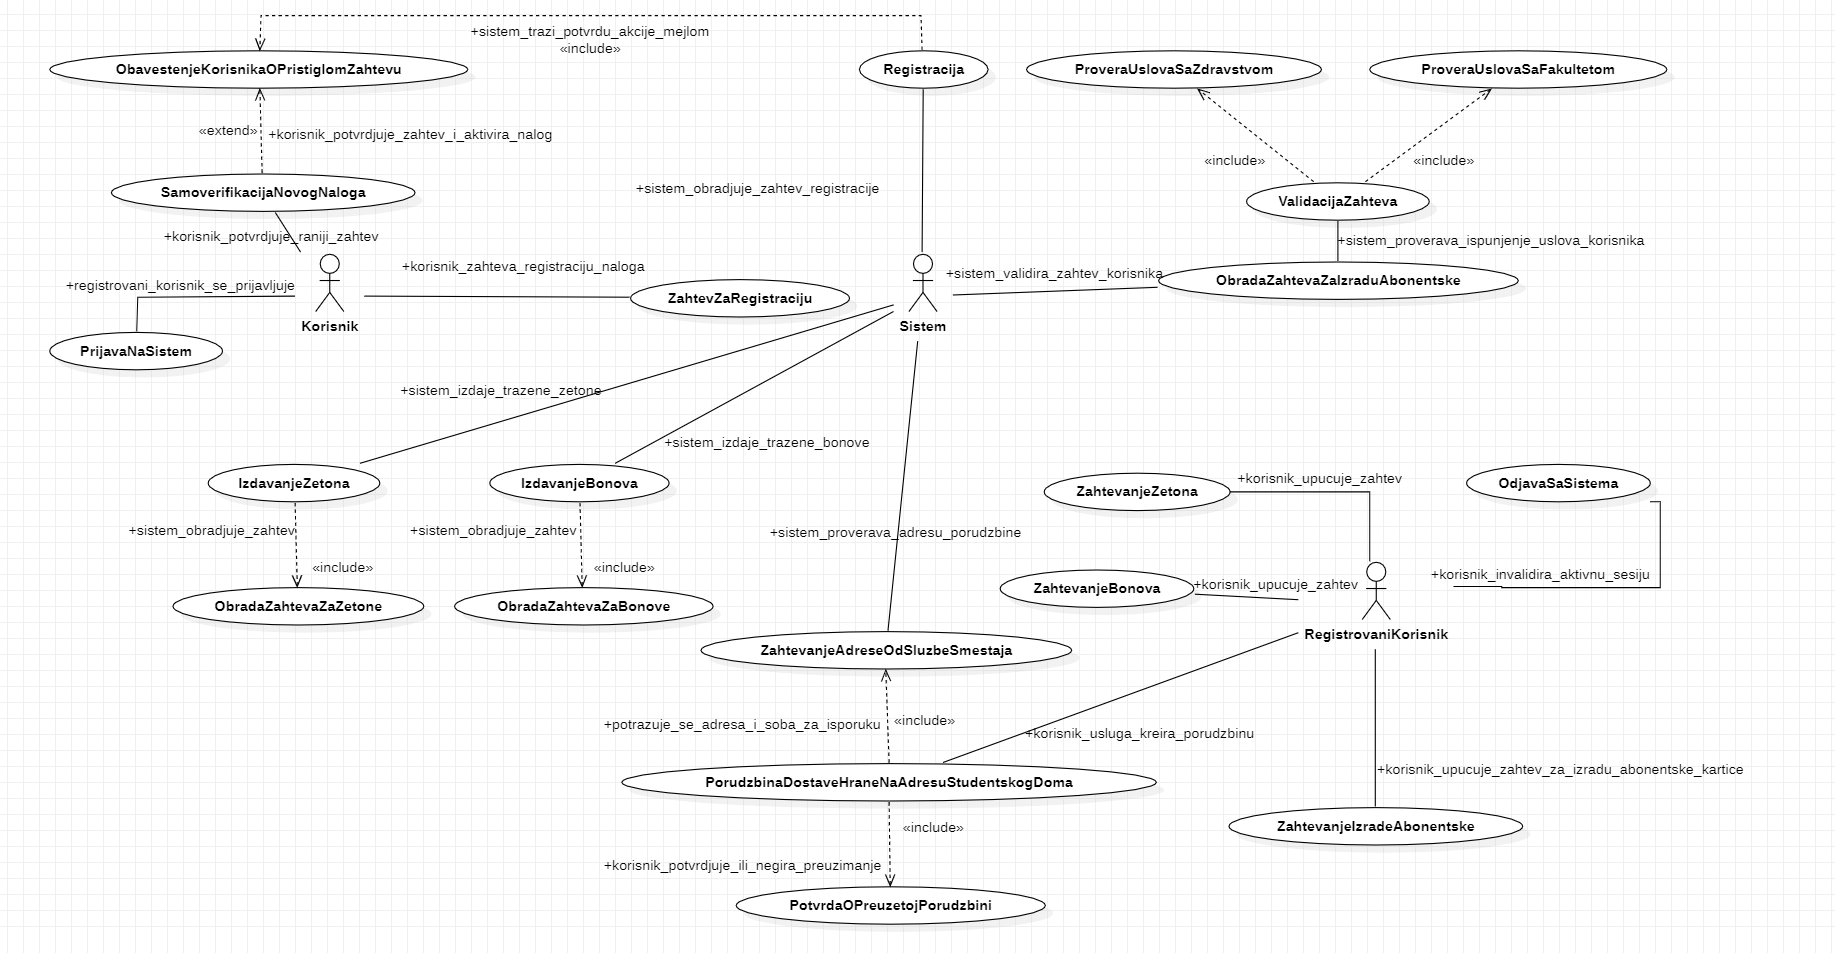 +sistem_trazi_potvrdu_akcije_mejlom
«include»
ObavestenjeKorisnikaOPristiglomZahtevu
Registracija
ProveraUslovaSaZdravstvom
ProveraUslovaSaFakultetom
«extend»
+korisnik_potvrdjuje_zahtev_i_aktivira_nalog
«include»
«include»
SamoverifikacijaNovogNaloga
+sistem_obradjuje_zahtev_registracije
ValidacijaZahteva
+korisnik_potvrdjuje_raniji_zahtev
+sistem_proverava_ispunjenje_uslova_korisnika
+korisnik_zahteva_registraciju_naloga
+sistem_validira_zahtev_korisnika
ObradaZahtevaZaIzraduAbonentske
+registrovani_korisnik_se_prijavljuje
ZahtevZaRegistraciju
Korisnik
Sistem
PrijavaNaSistem
+sistem_izdaje_trazene_zetone
+sistem_izdaje_trazene_bonove
IzdavanjeZetona
IzdavanjeBonova
ZahtevanjeZetona
+korisnik_upucuje_zahtev
OdjavaSaSistema
+sistem_obradjuje_zahtev
+sistem_obradjuje_zahtev
+sistem_proverava_adresu_porudzbine
«include»
«include»
+korisnik_invalidira_aktivnu_sesiju
ZahtevanjeBonova
+korisnik_upucuje_zahtev
ObradaZahtevaZaZetone
ObradaZahtevaZaBonove
RegistrovaniKorisnik
ZahtevanjeAdreseOdSluzbeSmestaja
+potrazuje_se_adresa_i_soba_za_isporuku
«include»
+korisnik_usluga_kreira_porudzbinu
+korisnik_upucuje_zahtev_za_izradu_abonentske_kartice
PorudzbinaDostaveHraneNaAdresuStudentskogDoma
«include»
ZahtevanjeIzradeAbonentske
+korisnik_potvrdjuje_ili_negira_preuzimanje
PotvrdaOPreuzetojPorudzbini